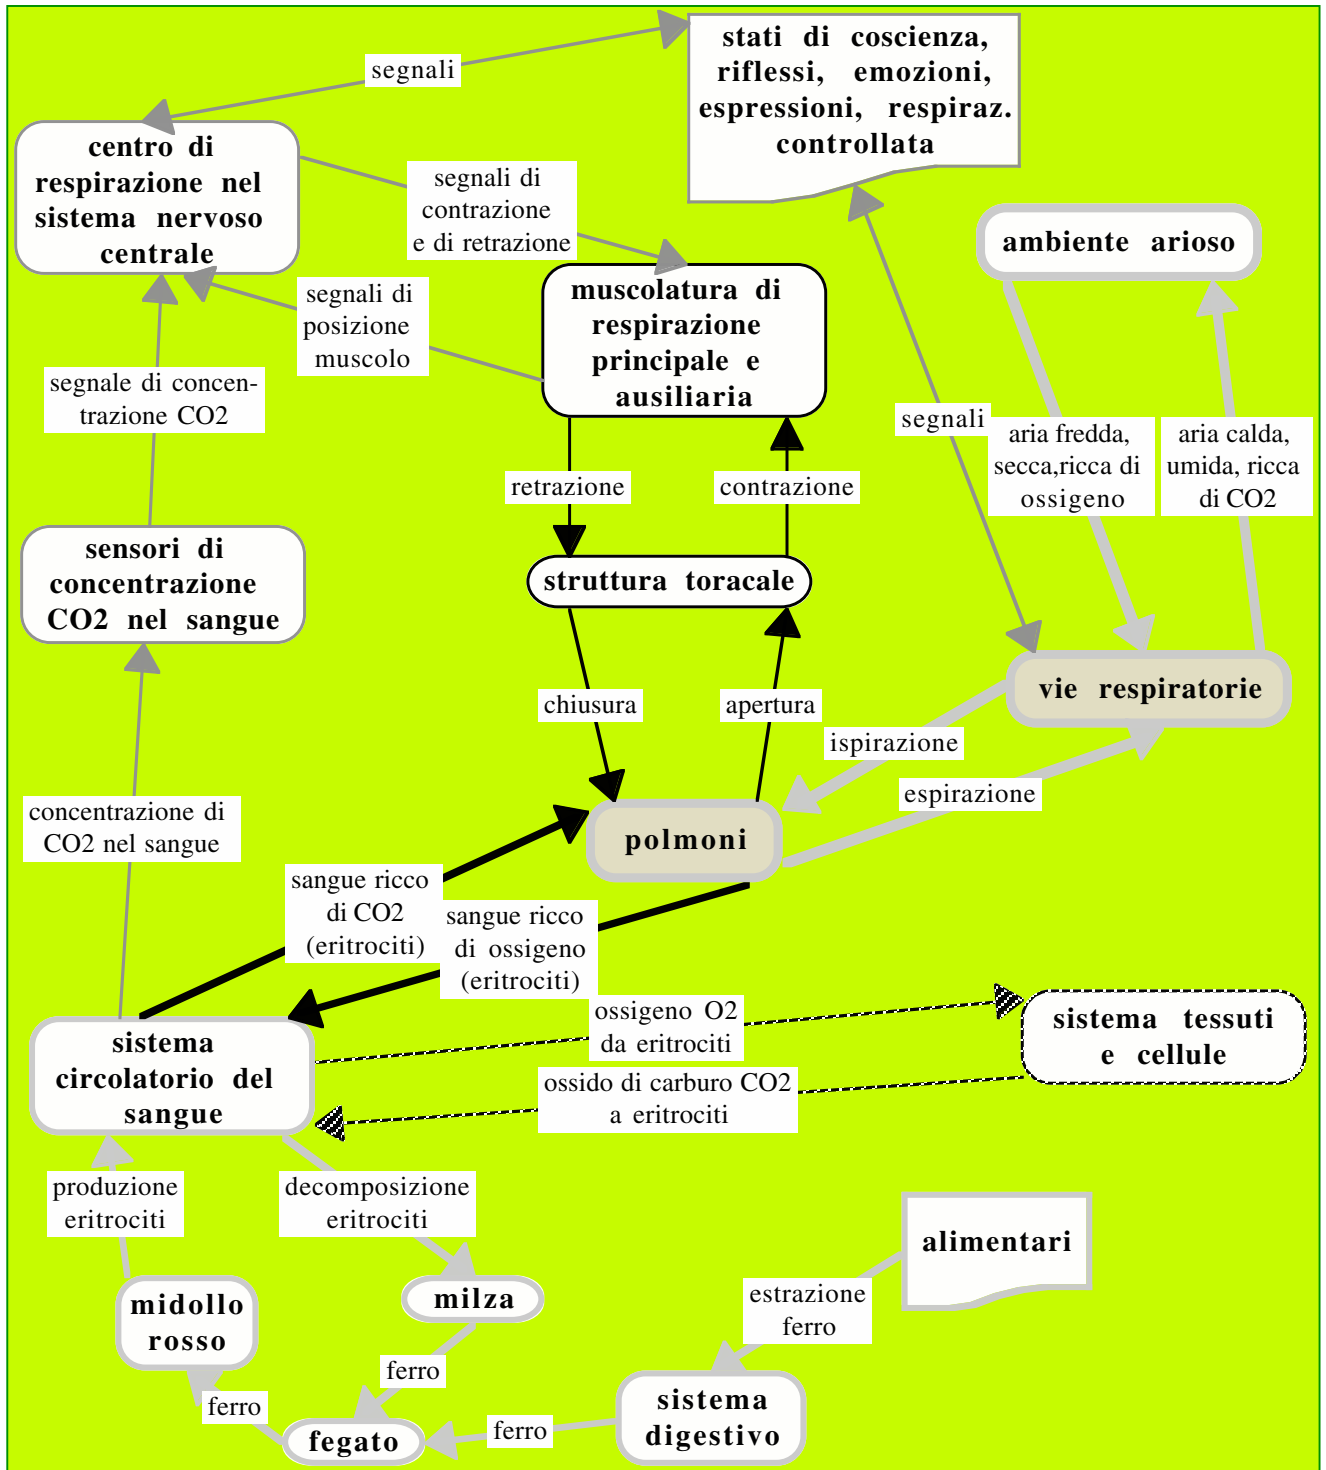 stati di coscienza,
riflessi, emozioni,
espressioni, respiraz.
controllata
segnali
centro di
respirazione nel
sistema nervoso
centrale
segnali di
contrazione
e di retrazione
ambiente arioso
segnali di
posizione
muscolo
muscolatura di
respirazione
principale e
ausiliaria
segnale di concen-
trazione CO2
segnali
aria fredda,
secca,ricca di
ossigeno
aria calda,
umida, ricca
di CO2
retrazione
contrazione
sensori di
concentrazione
CO2 nel sangue
struttura toracale
vie respiratorie
chiusura
apertura
ispirazione
espirazione
concentrazione di
CO2 nel sangue
polmoni
sangue ricco
di CO2
(eritrociti)
sangue ricco
di ossigeno
(eritrociti)
ossigeno O2
da eritrociti
sistema tessuti
e cellule
sistema
circolatorio del
sangue
ossido di carburo CO2
a eritrociti
produzione
eritrociti
decomposizione
eritrociti
alimentari
midollo
rosso
milza
estrazione
ferro
ferro
ferro
sistema
digestivo
ferro
fegato